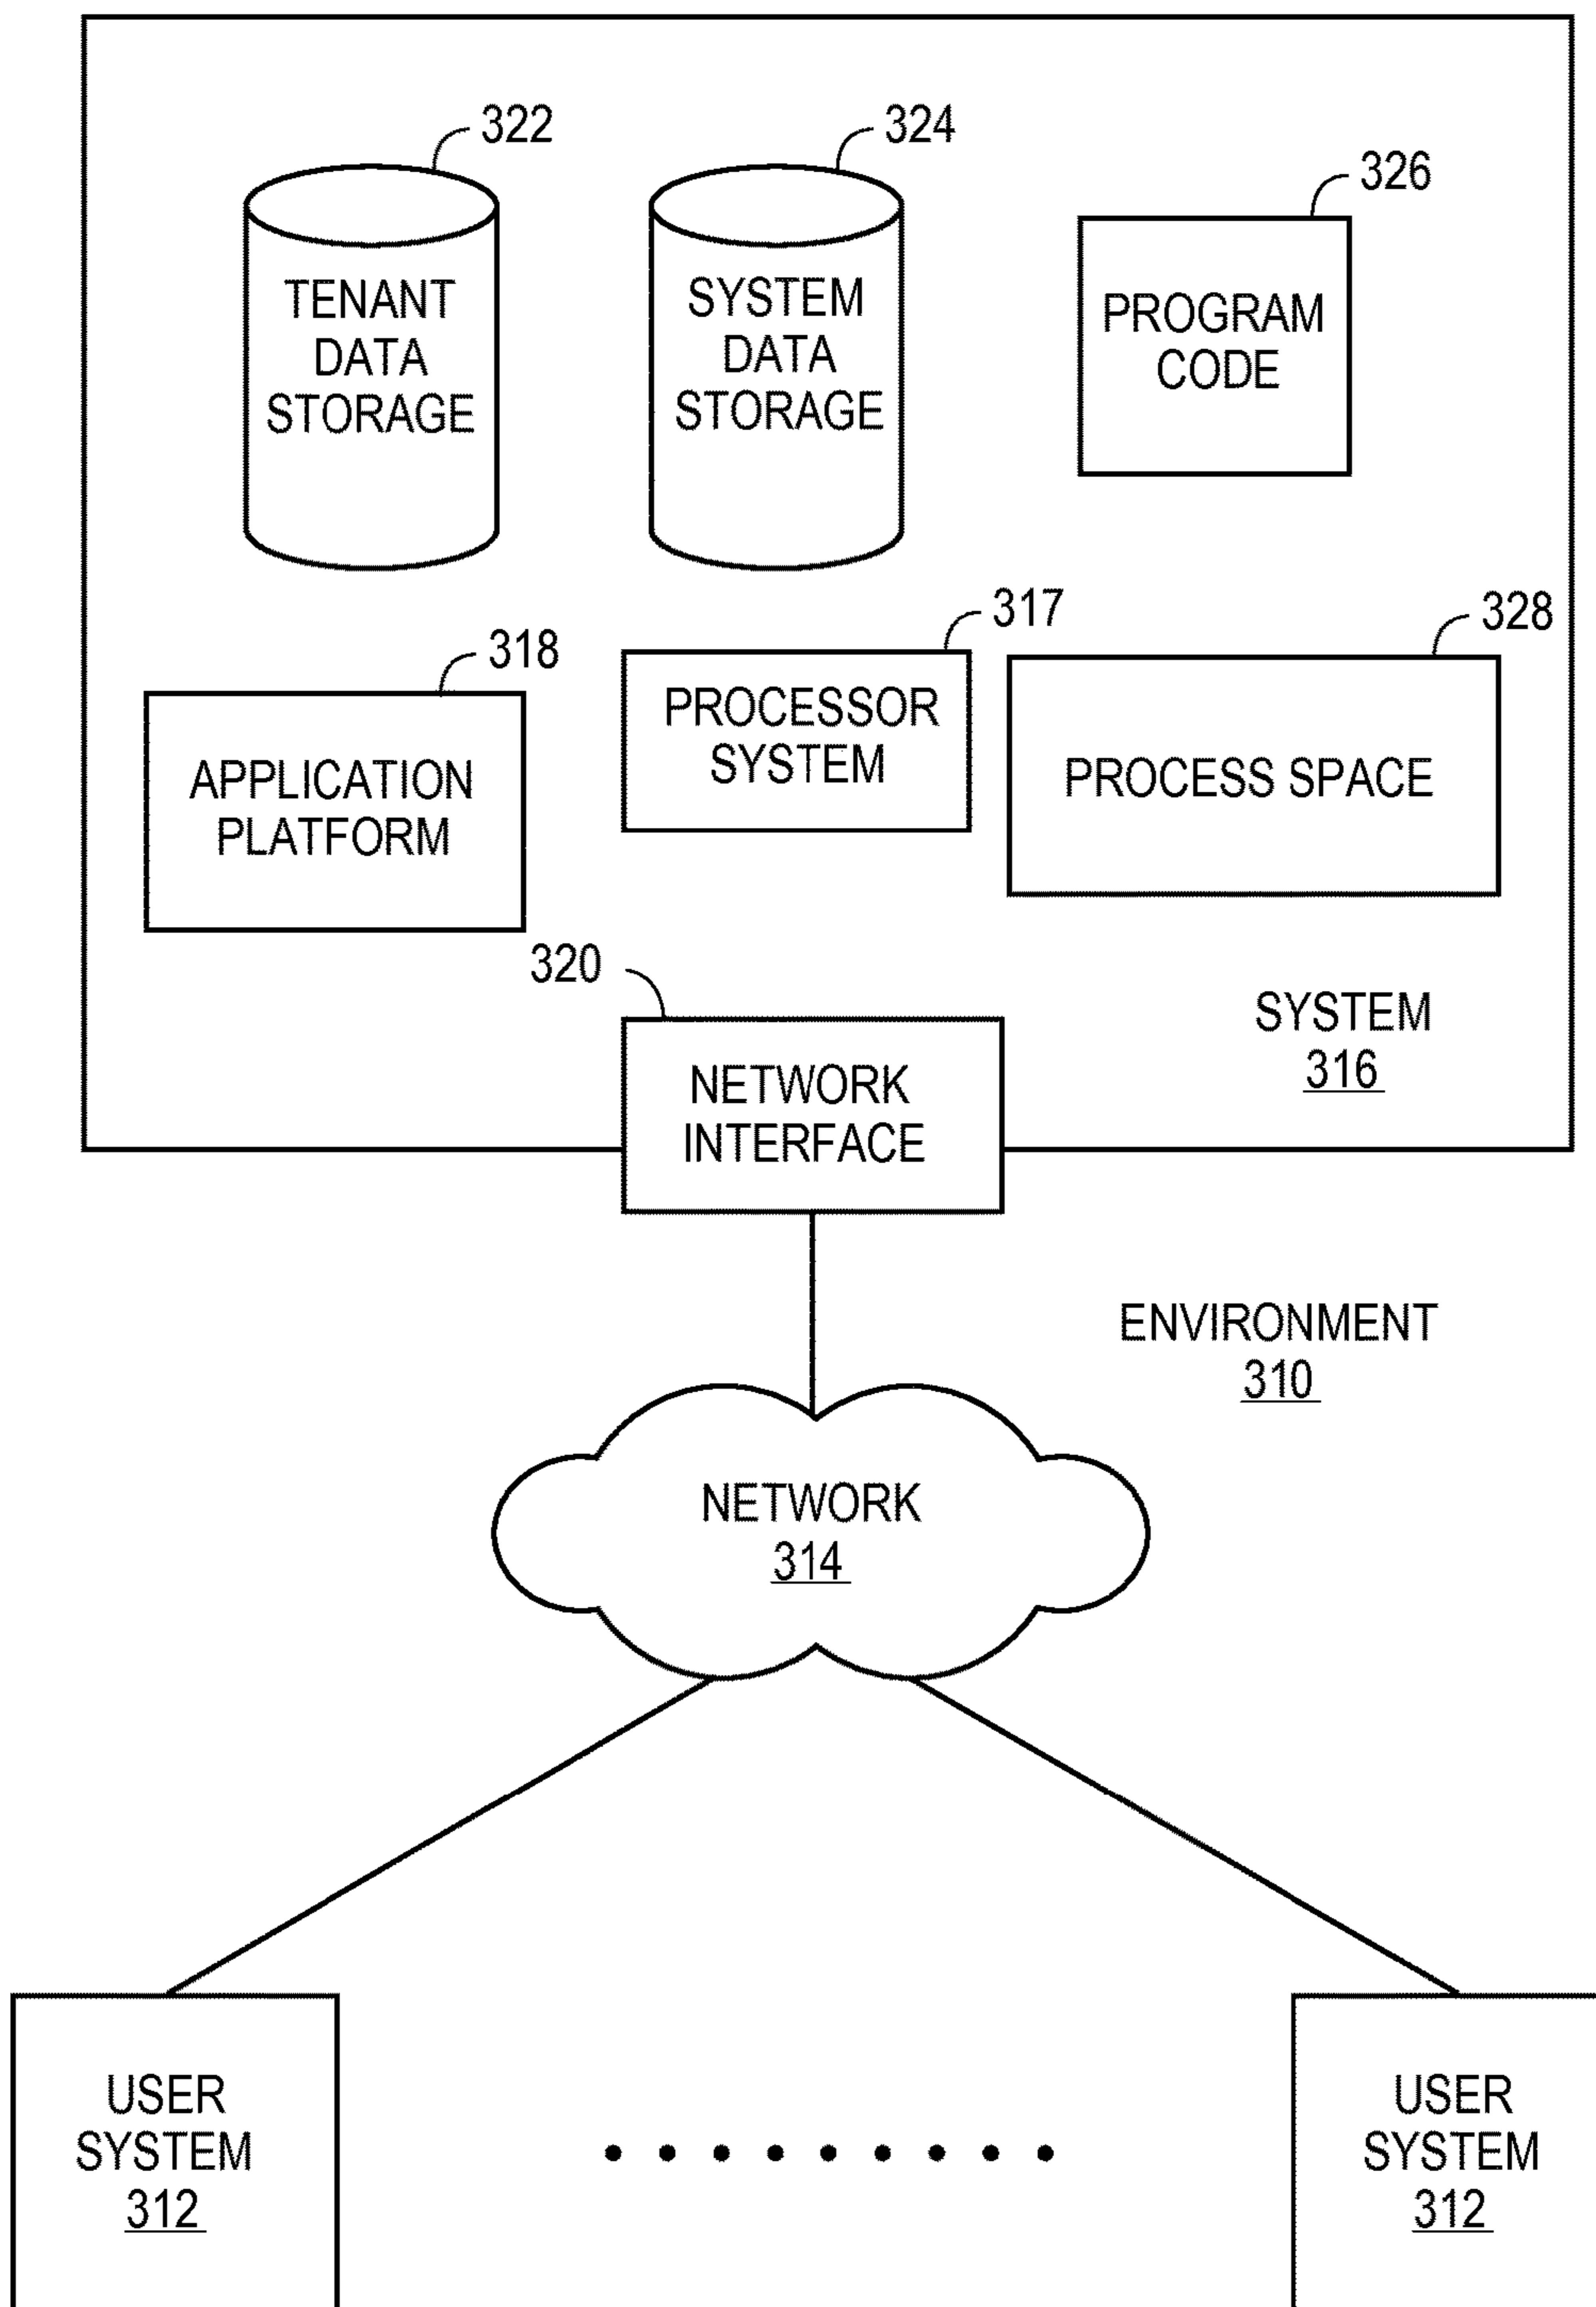 322
324
326
TENANT
DATA
STORAGE
SYSTEM
DATA
STORAGE
PROGRAM
CODE
318
317
328
APPLICATION
PLATFORM
PROCESSOR
SYSTEM
PROCESS SPACE
320
NETWORK
INTERFACE
SYSTEM
316
ENVIRONMENT
310
NETWORK
314
USER
SYSTEM
312
USER
SYSTEM
312